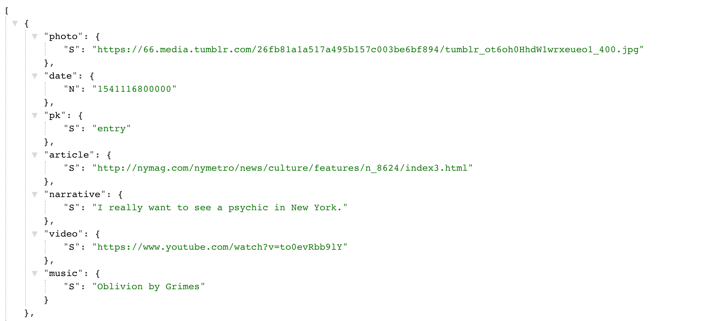 [
{
"photo": {
"S": "https://66.media.tumblr.com/26fb81a1a517a495b157c003be6bf894/tumblr_ot6oh0HhdW1wrxeueo1_400.jpg"
},
"date": {
"N": "1541116800000"
},
"pk": {
"S": "entry"
},
"article": {
"S": "http://nymag.com/nymetro/news/culture/features/n_8624/index3.html"
},
"narrative": {
"S": "I really want to see a psychic in New York."
},
"video": {
"S": "https://www.youtube.com/watch?v=to0evRbb9lY"
},
"music": {
"S": "Oblivion by Grimes"
}
},